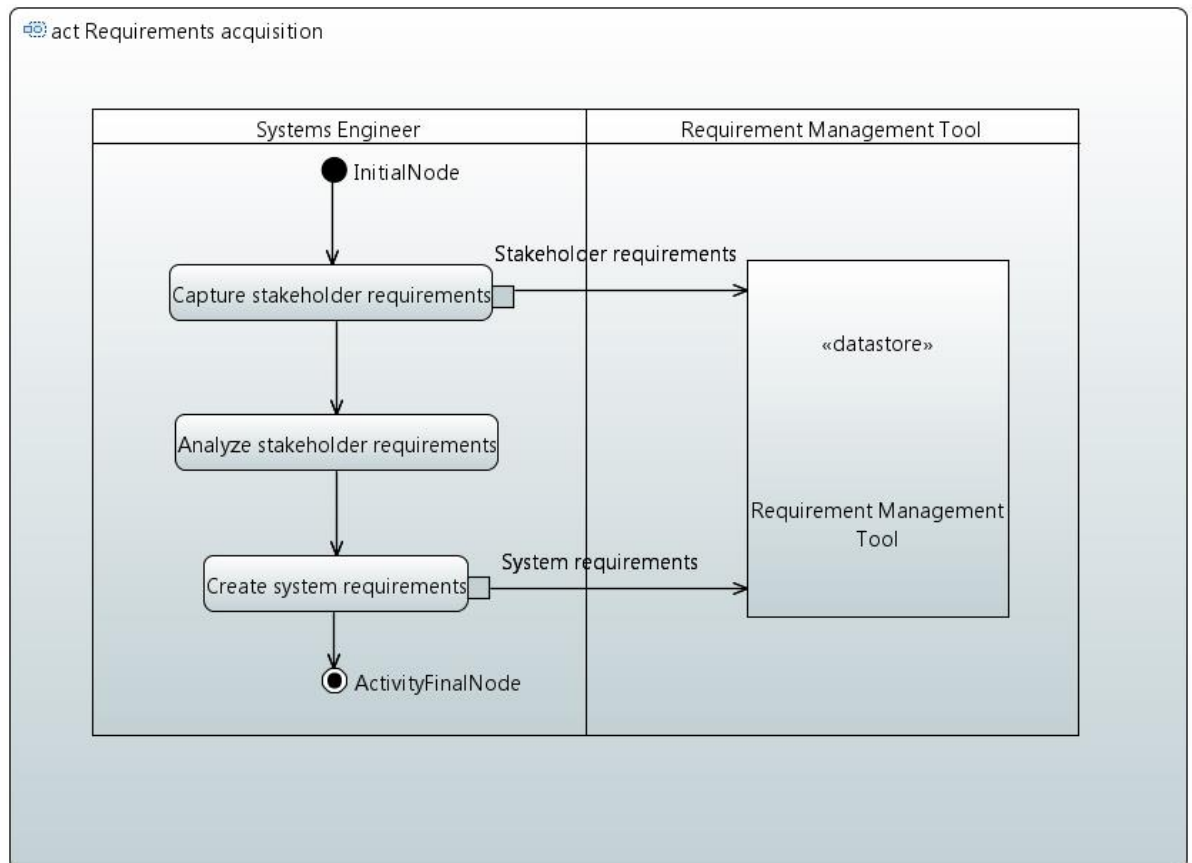 act Requirements acquisition
Systems Engineer
Requirement Management Tool
InitialNode
Stakeholder requirements
Capture stakeholder requirements
«datastore»
Analyze stakeholder requirements
Requirement Management
Tool
System requirements
Create system requirements
ActivityFinalNode